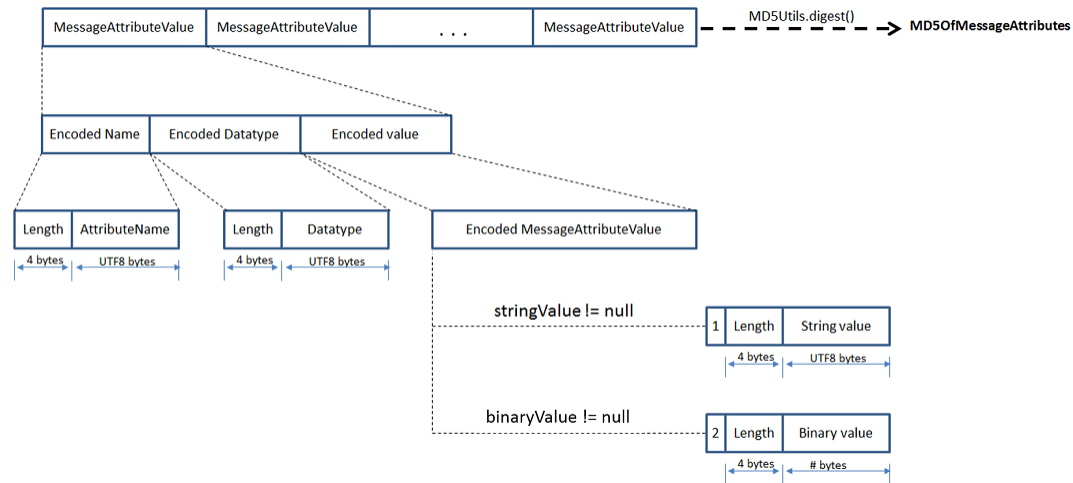 MessageAttributeValue MessageAttributeValue ... MessageAttributeValue MD5Utils.digest() MD5OfMessageAttributes
Encoded Name Encoded Datatype Encoded value
Length AttributeName Length Datatype Encoded MessageAttributeValue
4 bytes UTF8 bytes 4 bytes UTF8 bytes
stringValue != null 1 Length String value
4 bytes UTF8 bytes
binaryValue != null 2 Length Binary value
4 bytes # bytes